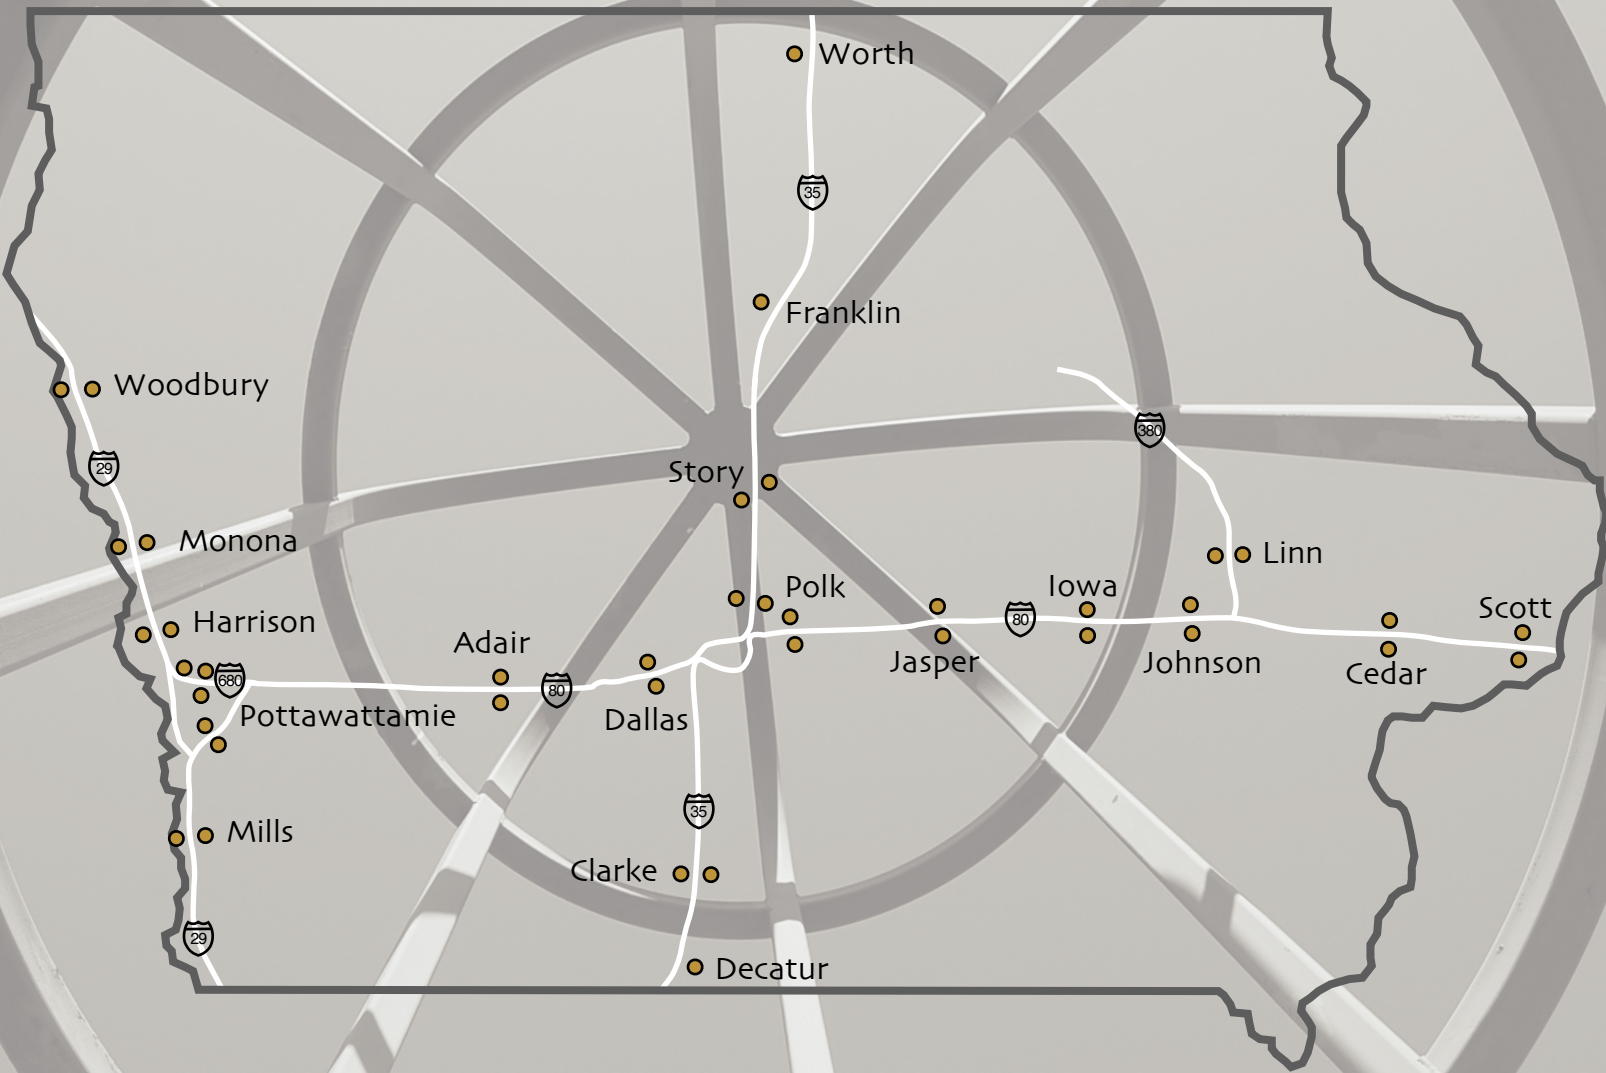 Worth
35
Franklin
Woodbury
380
29
Story
Monona
Linn
Iowa
Polk
80
Scott
Harrison
Adair
Jasper
Johnson
Cedar
680
80
Pottawattamie
Dallas
35
Mills
Clarke
29
Decatur